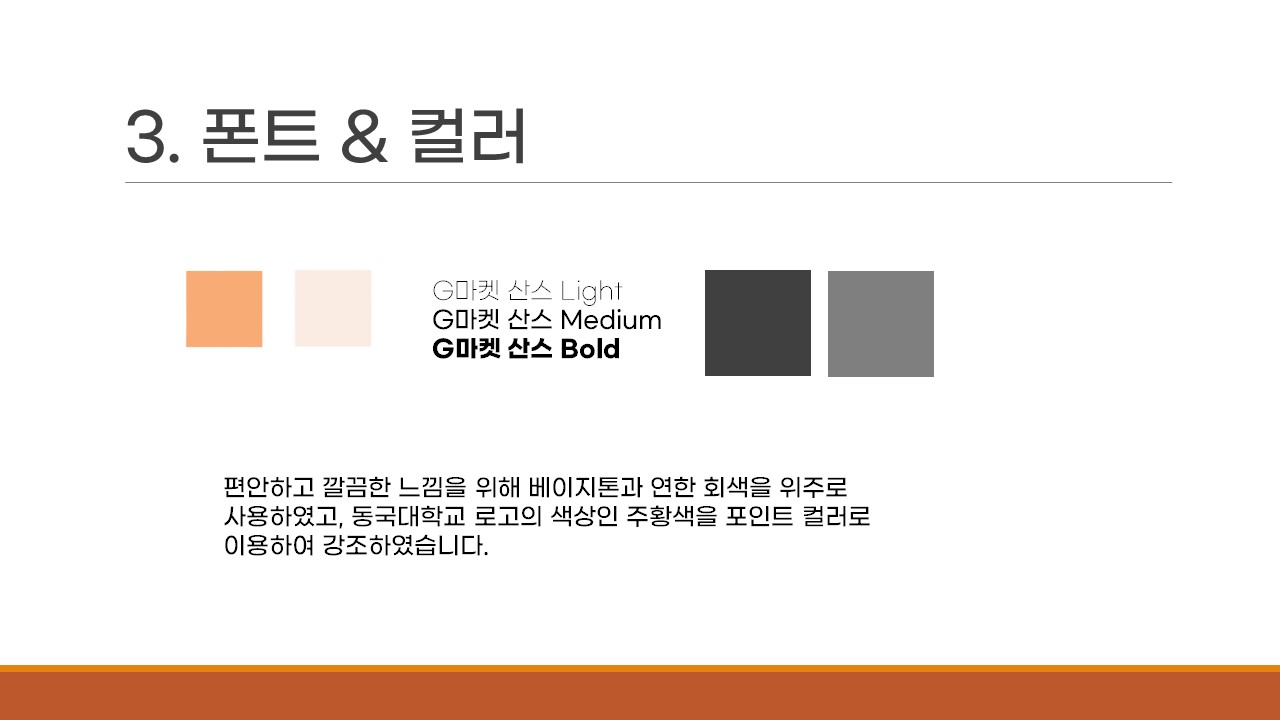 3. 폰트 & 컬러
G마켓 산스 Light
G마켓 산스 Medium
G마켓 산스 Bold
편안하고 깔끔한 느낌을 위해 베이지톤과 연한 회색을 위주로
사용하였고, 동국대학교 로고의 색상인 주황색을 포인트 컬러로
이용하여 강조하였습니다.